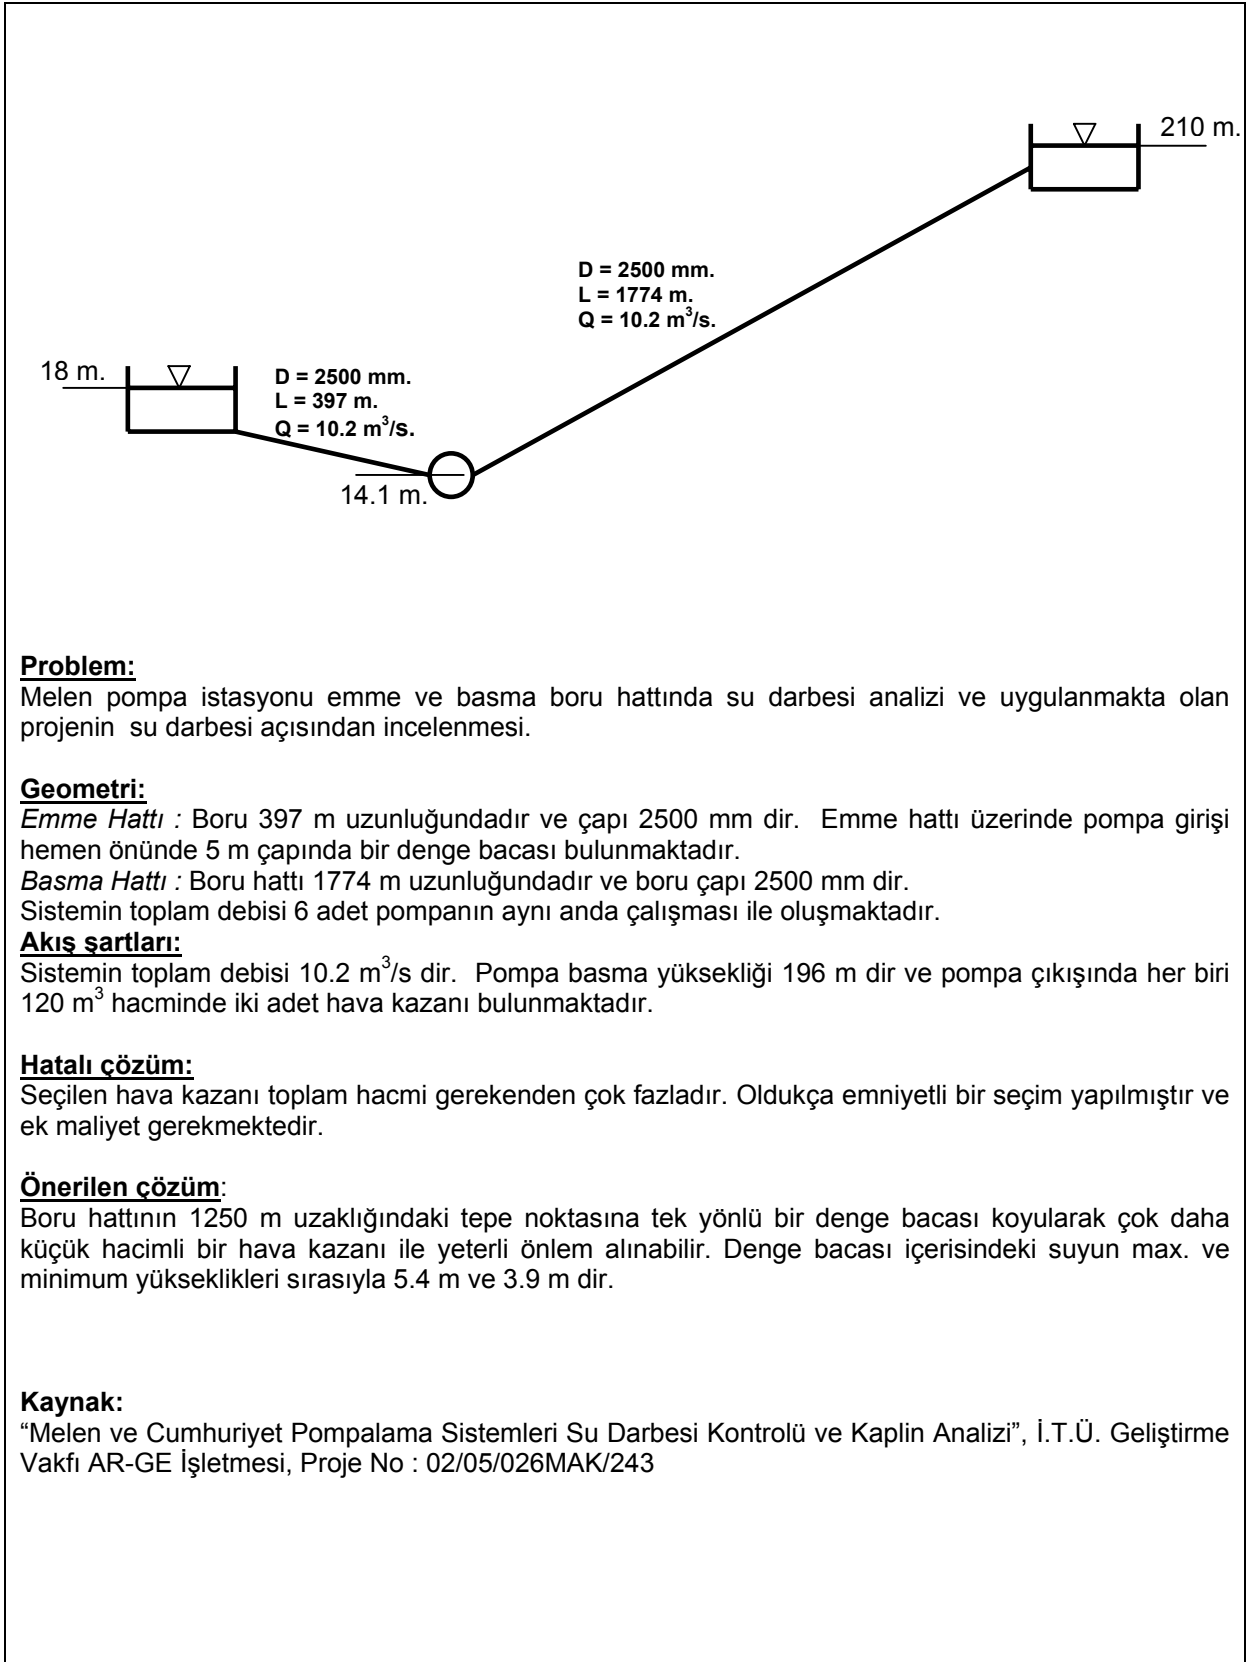 210 m.
D = 2500 mm.
L = 1774 m.
Q = 10.2 m³/s.
18 m.
D = 2500 mm.
L = 397 m.
Q = 10.2 m³/s.
14.1 m.
Problem:
Melen pompa istasyonu emme ve basma boru hattında su darbesi analizi ve uygulanmakta olan
projenin su darbesi açısından incelenmesi.
Geometri:
Emme Hattı : Boru 397 m uzunluğundadır ve çapı 2500 mm dir. Emme hattı üzerinde pompa girişi
hemen önünde 5 m çapında bir denge bacası bulunmaktadır.
Basma Hattı : Boru hattı 1774 m uzunluğundadır ve boru çapı 2500 mm dir.
Sistemin toplam debisi 6 adet pompanın aynı anda çalışması ile oluşmaktadır.
Akış şartları:
Sistemin toplam debisi 10.2 m³/s dir. Pompa basma yüksekliği 196 m dir ve pompa çıkışında her biri
120 m³ hacminde iki adet hava kazanı bulunmaktadır.
Hatalı çözüm:
Seçilen hava kazanı toplam hacmi gerekenden çok fazladır. Oldukça emniyetli bir seçim yapılmıştır ve
ek maliyet gerekmektedir.
Önerilen çözüm:
Boru hattının 1250 m uzaklığındaki tepe noktasına tek yönlü bir denge bacası koyularak çok daha
küçük hacimli bir hava kazanı ile yeterli önlem alınabilir. Denge bacası içerisindeki suyun max. ve
minimum yükseklikleri sırasıyla 5.4 m ve 3.9 m dir.
Kaynak:
“Melen ve Cumhuriyet Pompalama Sistemleri Su Darbesi Kontrolü ve Kaplin Analizi”, İ.T.Ü. Geliştirme
Vakfı AR-GE İşletmesi, Proje No : 02/05/026MAK/243